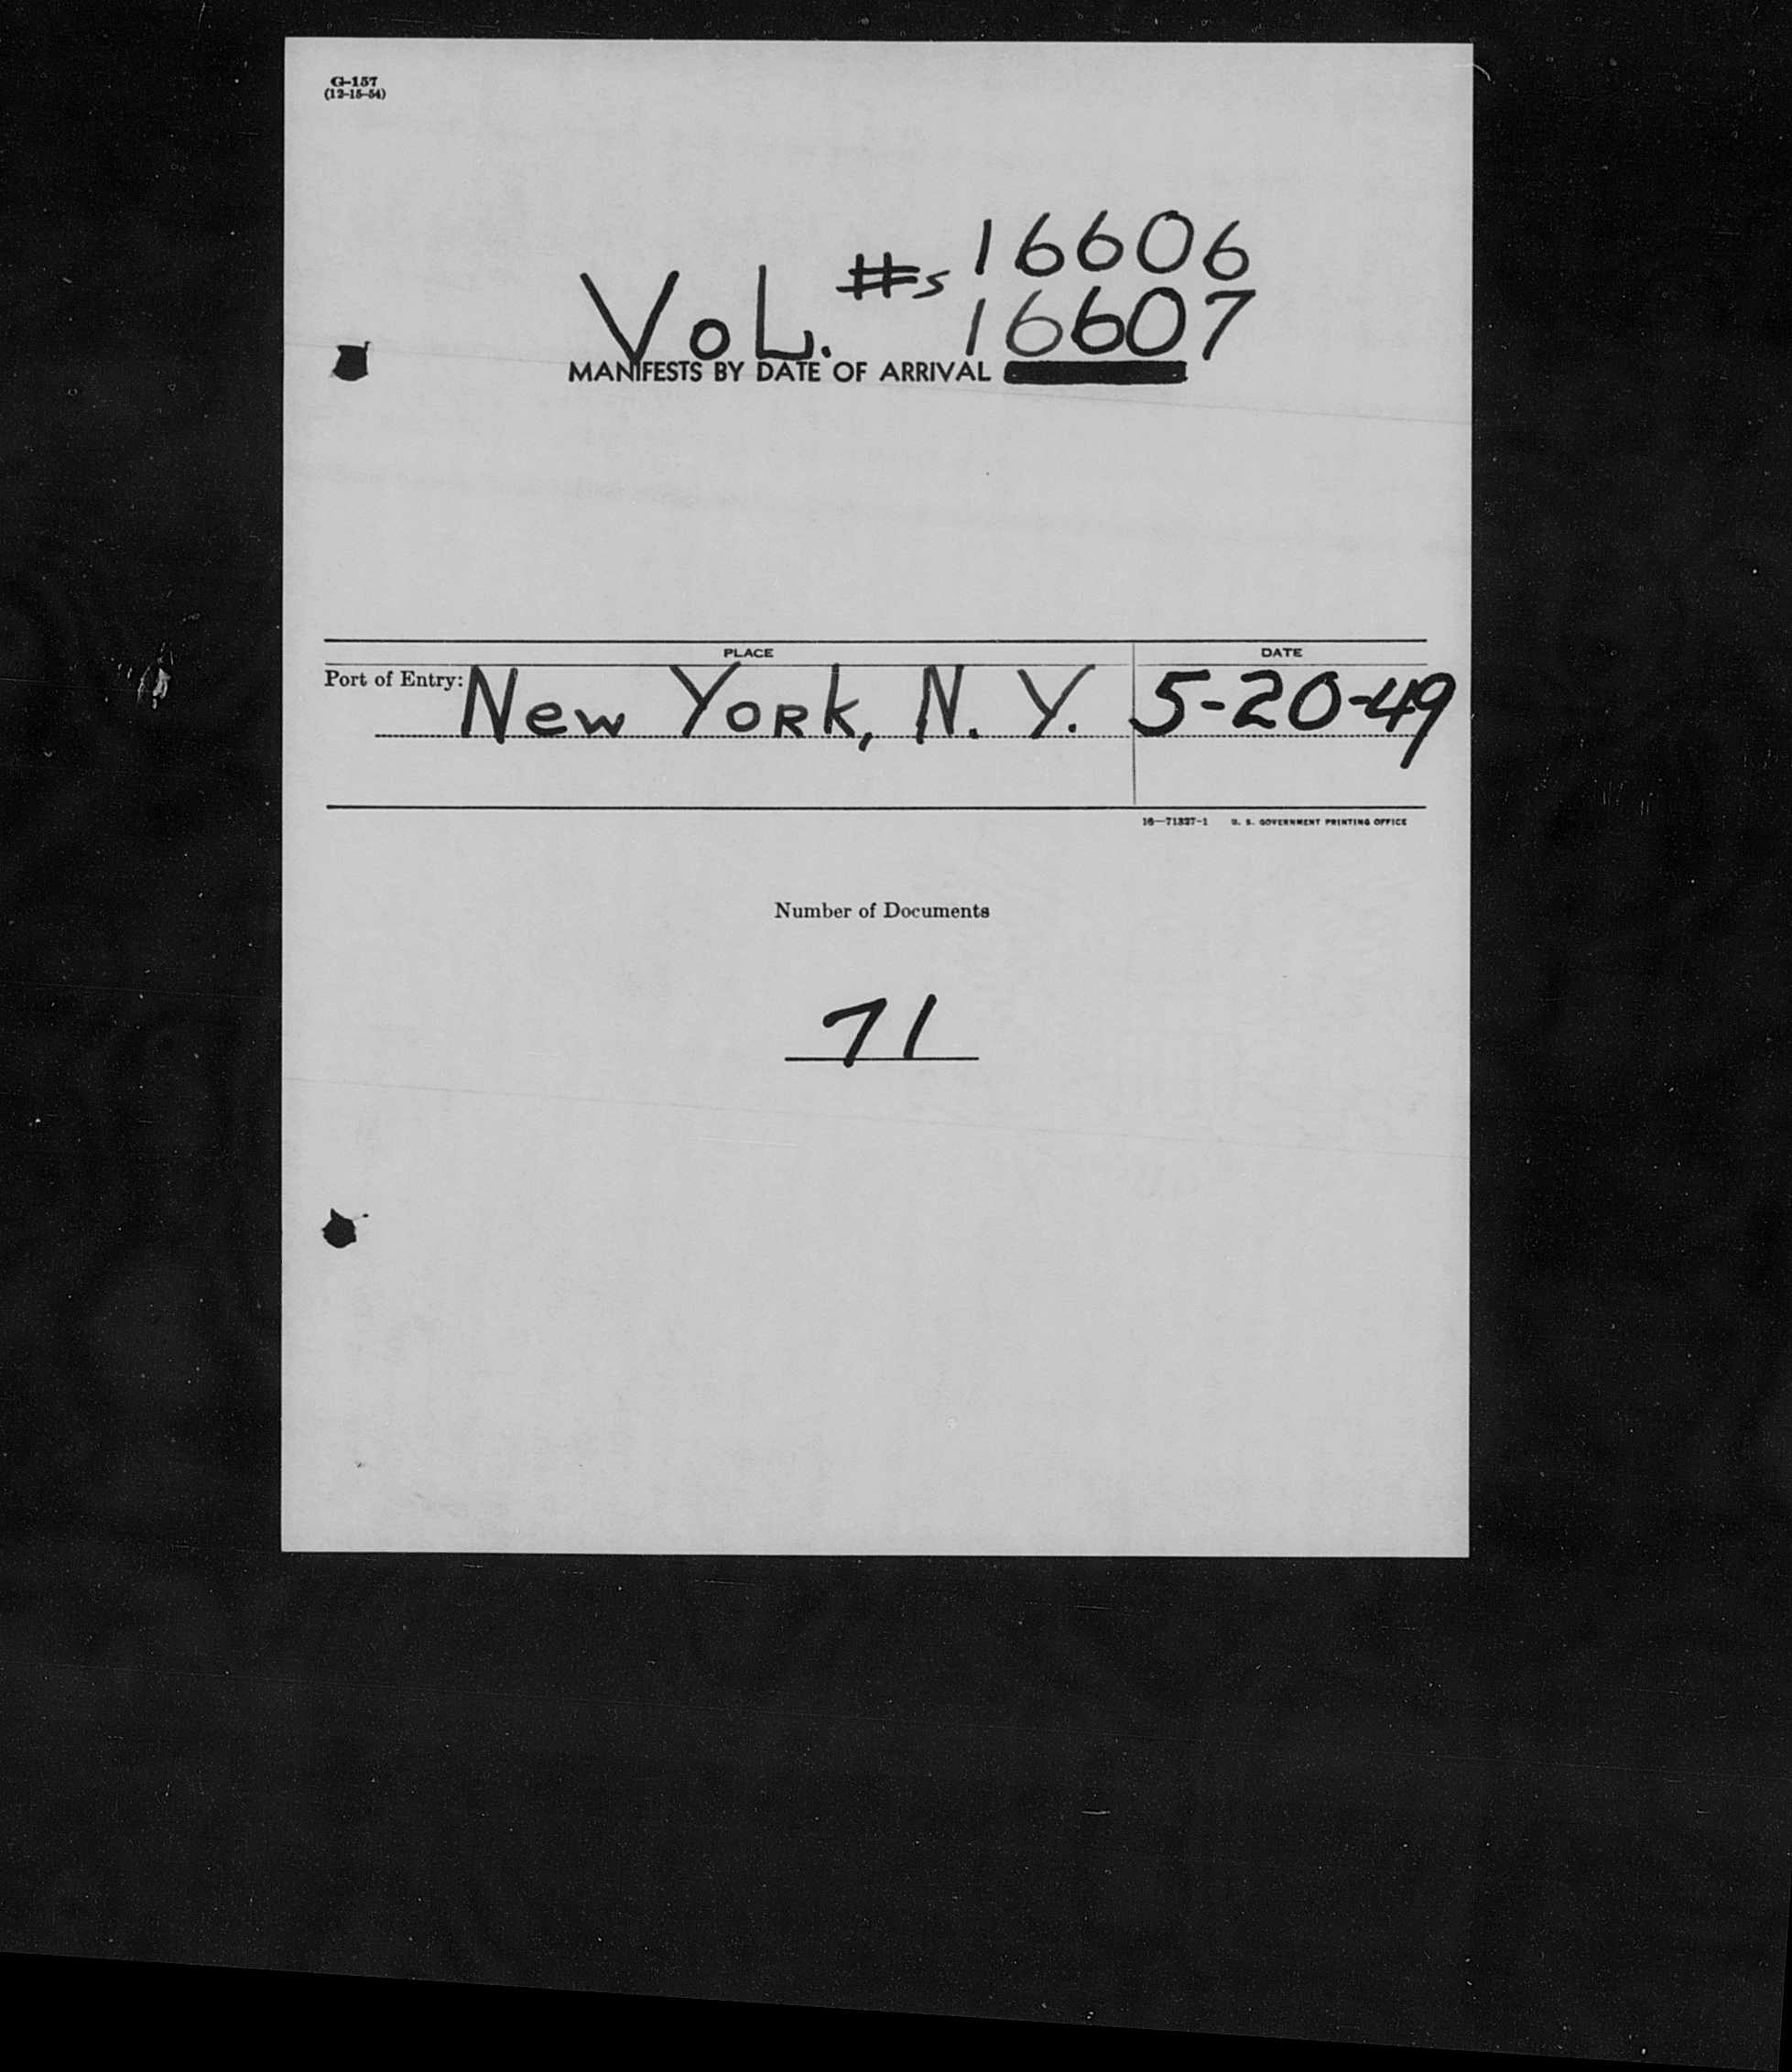 G-157
(12-15-54)
VOL. #s 16606
16607
MANIFESTS BY DATE OF ARRIVAL
PLACE DATE
Port of Entry: New York, N. Y. 5-20-49
16—71327-1 U. S. GOVERNMENT PRINTING OFFICE
Number of Documents
71